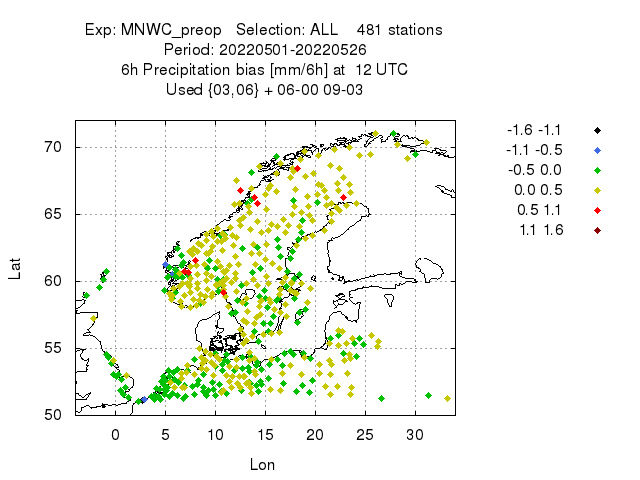 Exp: MNWC_preop   Selection: ALL    481 stations
Period: 20220501-20220526
6h Precipitation bias [mm/6h] at  12 UTC
Used {03,06} + 06-00 09-03
-1.6 -1.1
-1.1 -0.5
-0.5 0.0
0.0 0.5
0.5 1.1
1.1 1.6
70
65
60
55
50
Lat
0 5 10 15 20 25 30
Lon